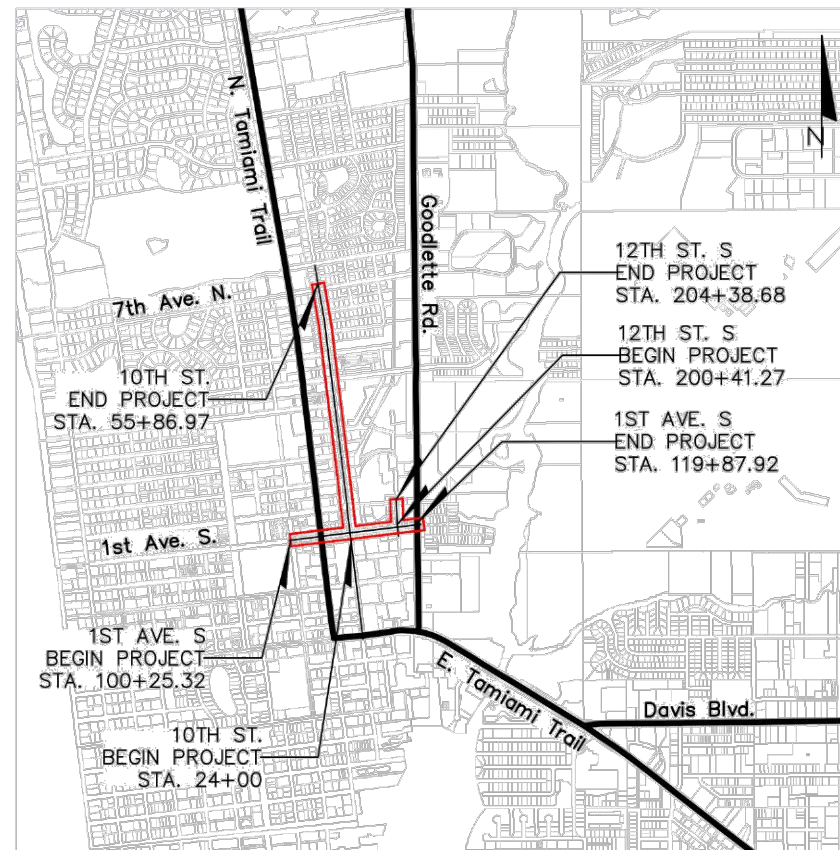 N. Tamiami Trail
Goodlette Rd.
N
7th Ave. N.
12TH ST. S
END PROJECT
STA. 204+38.68
12TH ST. S
BEGIN PROJECT
STA. 200+41.27
1ST AVE. S
END PROJECT
STA. 119+87.92
10TH ST.
END PROJECT
STA. 55+86.97
1st Ave. S.
1ST AVE. S
BEGIN PROJECT
STA. 100+25.32
10TH ST.
BEGIN PROJECT
STA. 24+00
E. Tamiami Trail
Davis Blvd.